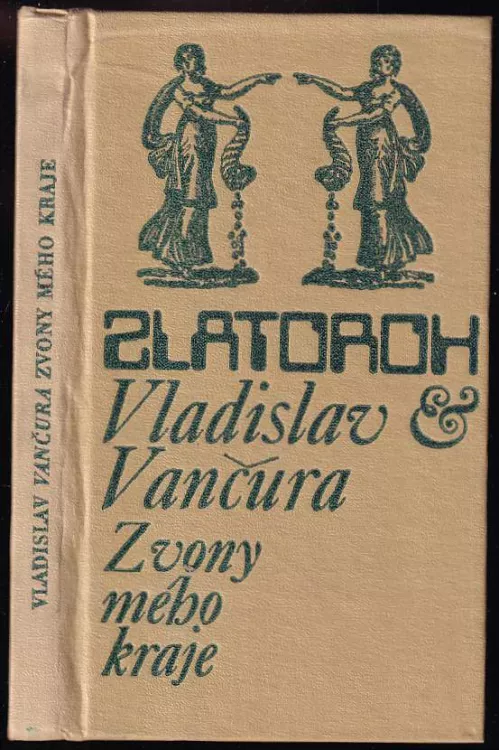 VLADISLAV VANČURA ZVONY MÉHO KRAJE
ZLATOROH
Vladislav &
Vančura
Zvony
mého
kraje